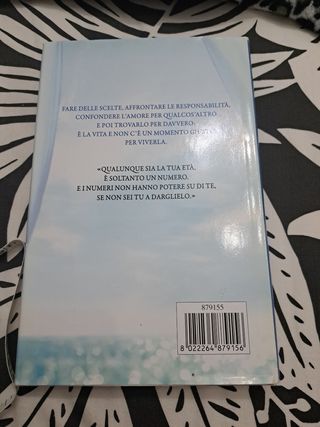 FARE DELLE SCELTE, AFFRONTARE LE RESPONSABILITÀ,
CONFONDERE L'AMORE PER QUALCOS'ALTRO
E POI TROVARLO PER DAVVERO.
È LA VITA E NON C'È UN MOMENTO GIUSTO
PER VIVERLA.
«QUALUNQUE SIA LA TUA ETÀ,
È SOLTANTO UN NUMERO.
E I NUMERI NON HANNO POTERE SU DI TE,
SE NON SEI TU A DARGLIELO.»
879155
8 022264 879156